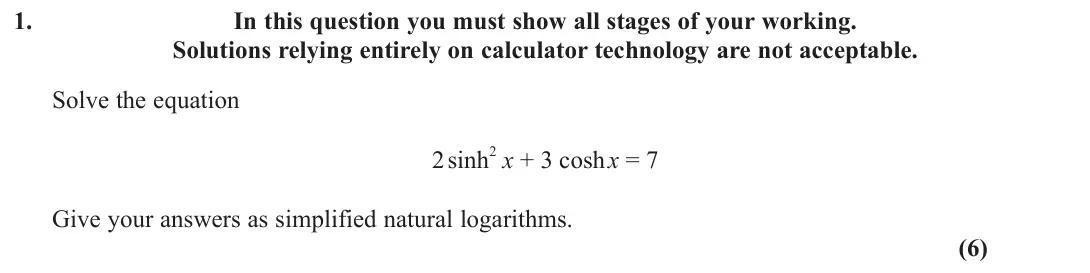 1. In this question you must show all stages of your working.
Solutions relying entirely on calculator technology are not acceptable.
Solve the equation
2 sinh² x + 3 cosh x = 7
Give your answers as simplified natural logarithms.
(6)